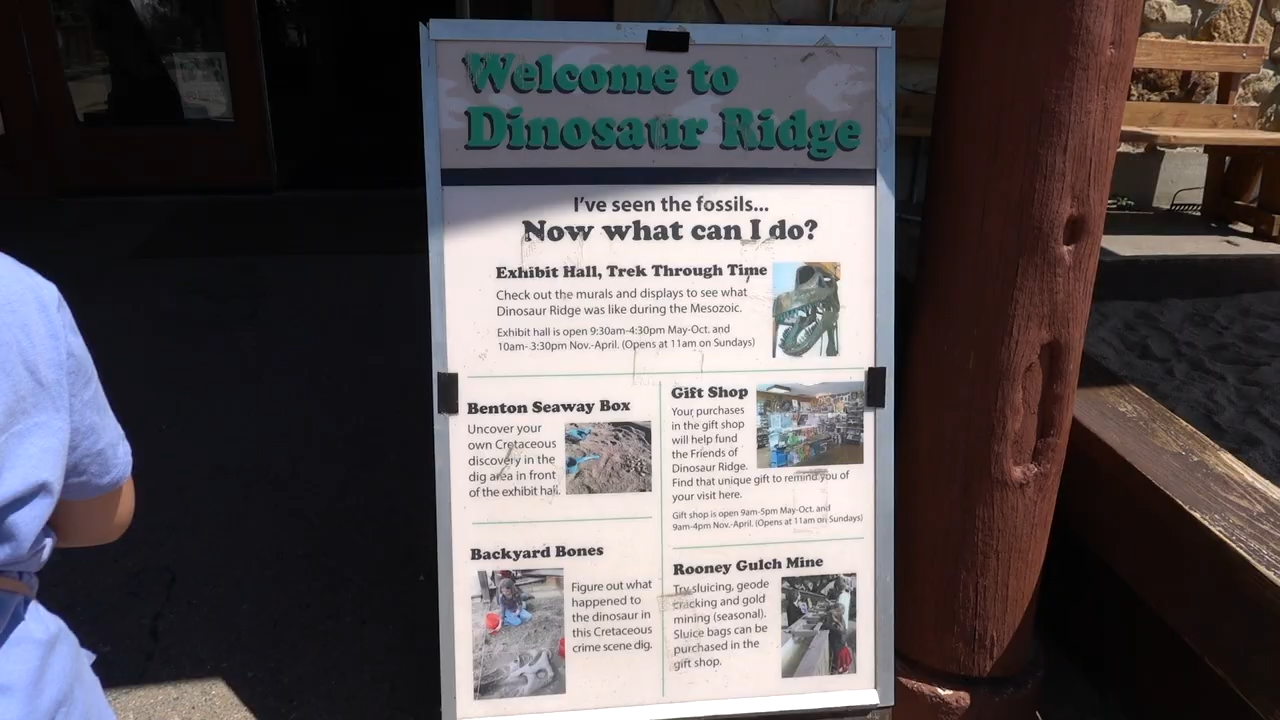 Welcome to
Dinosaur Ridge
I've seen the fossils...
Now what can I do?
Exhibit Hall, Trek Through Time
Check out the murals and displays to see what
Dinosaur Ridge was like during the Mesozoic.
Exhibit hall is open 9:30am-4:30pm May-Oct. and
10am- 3:30pm Nov.-April. (Opens at 11am on Sundays)
Benton Seaway Box
Uncover your
own Cretaceous
discovery in the
dig area in front
of the exhibit hall.
Gift Shop
Your purchases
in the gift shop
will help fund
the Friends of
Dinosaur Ridge.
Find that unique gift to remind you of
your visit here.
Gift shop is open 9am-5pm May-Oct. and
9am-4pm Nov.-April. (Opens at 11am on Sundays)
Backyard Bones
Figure out what
happened to
the dinosaur in
this Cretaceous
crime scene dig.
Rooney Gulch Mine
Try sluicing, geode
cracking and gold
mining (seasonal).
Sluice bags can be
purchased in the
gift shop.